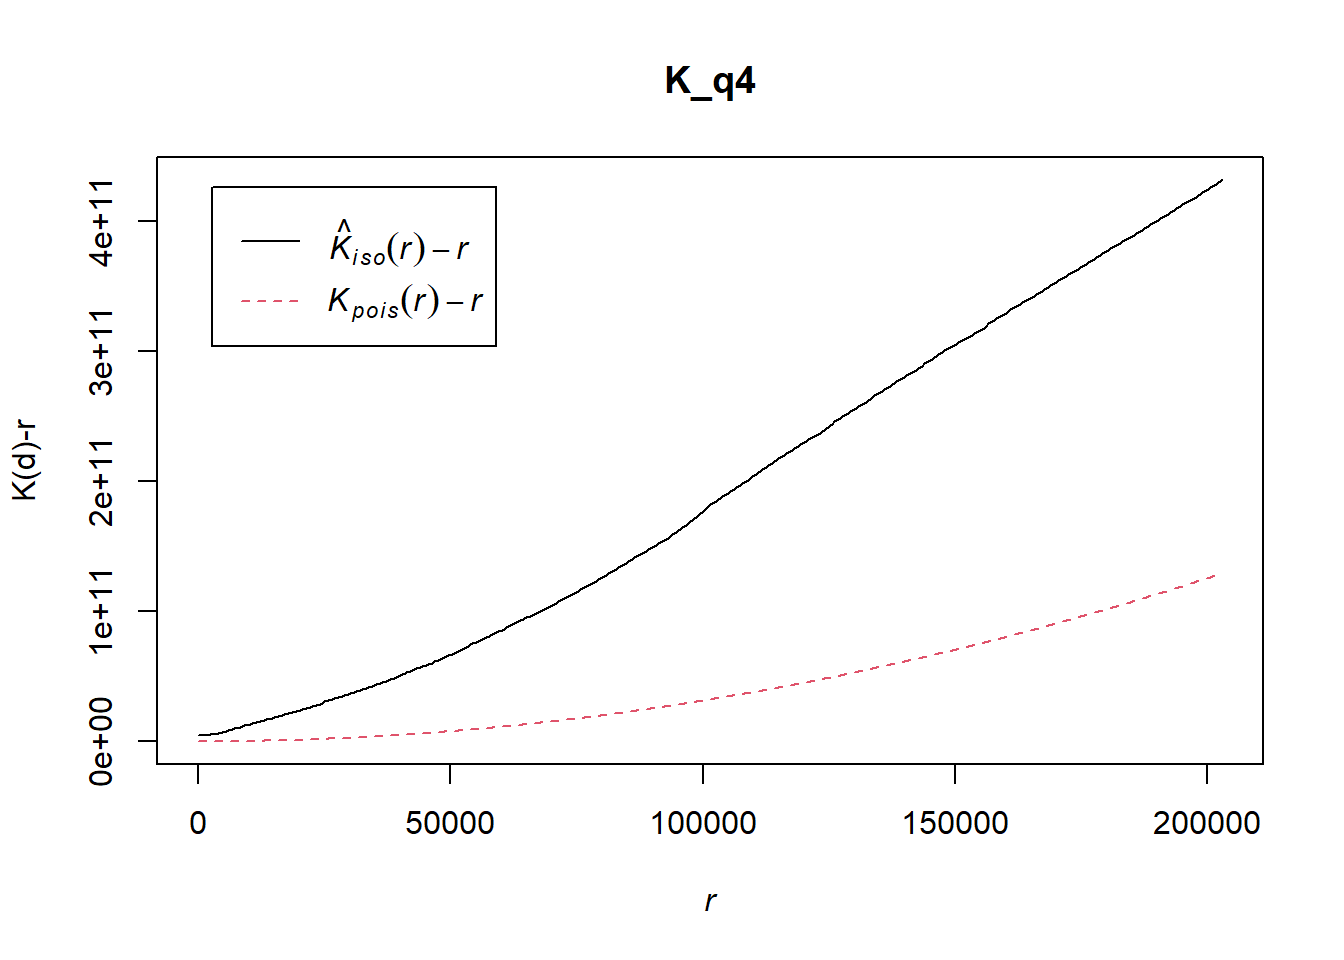 K_q4
K̂iso(r) – r
Kpois(r) – r
K(d)-r
4e+11
3e+11
2e+11
1e+11
0e+00
0 50000 100000 150000 200000
r